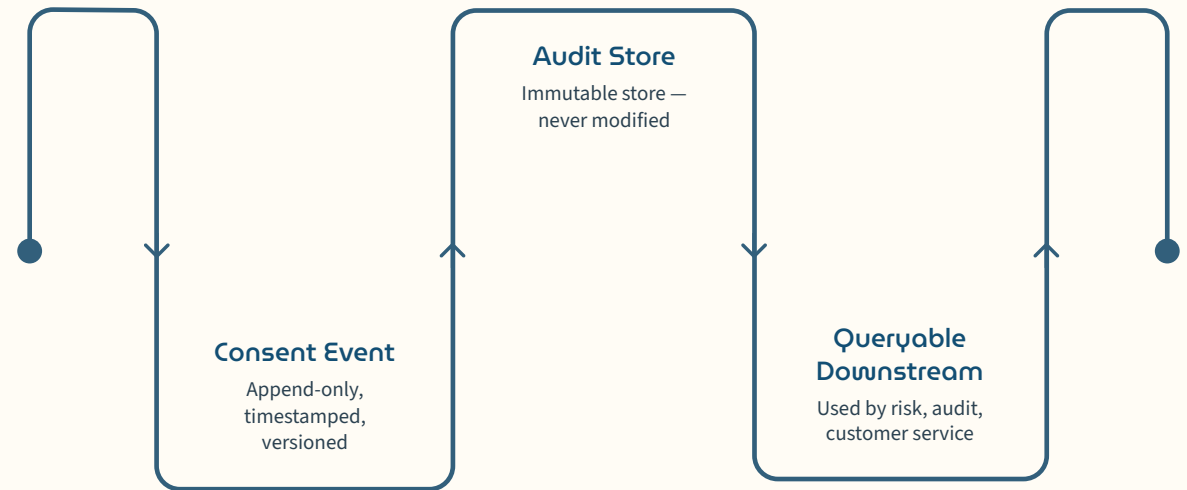 Consent Event
Append-only,
timestamped,
versioned
Audit Store
Immutable store —
never modified
Queryable
Downstream
Used by risk, audit,
customer service